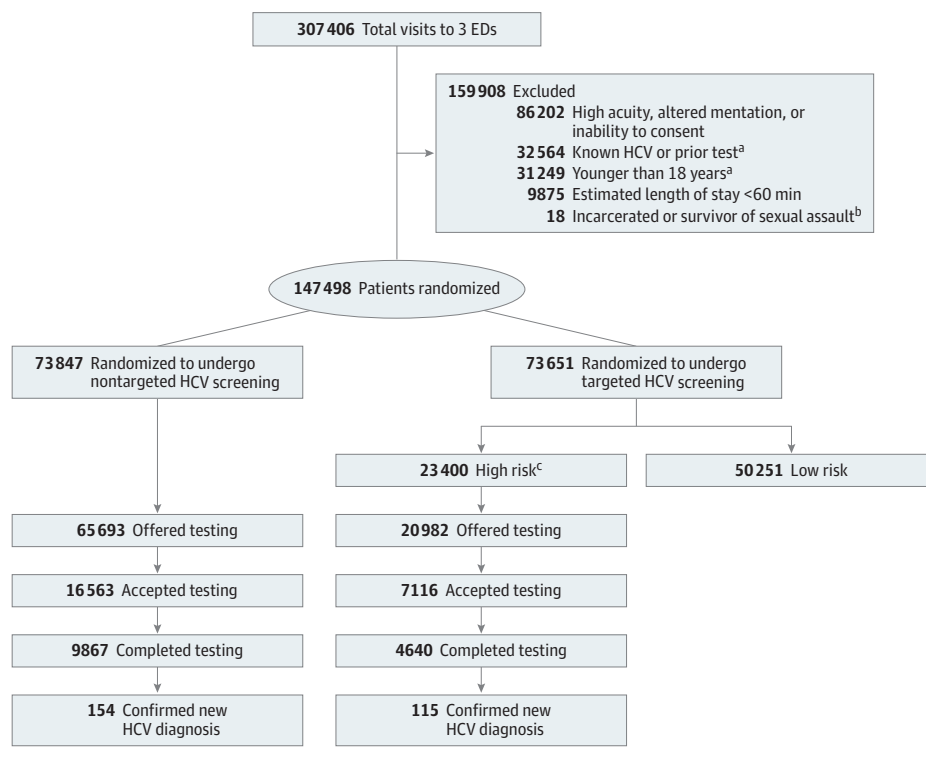 307406 Total visits to 3 EDs
159908 Excluded
86202 High acuity, altered mentation, or
inability to consent
32564 Known HCV or prior testa
31249 Younger than 18 yearsa
9875 Estimated length of stay <60 min
18 Incarcerated or survivor of sexual assaultb
147498 Patients randomized
73847 Randomized to undergo
nontargeted HCV screening
73651 Randomized to undergo
targeted HCV screening
23400 High riskc
50251 Low risk
65693 Offered testing
20982 Offered testing
16563 Accepted testing
7116 Accepted testing
9867 Completed testing
4640 Completed testing
154 Confirmed new
HCV diagnosis
115 Confirmed new
HCV diagnosis